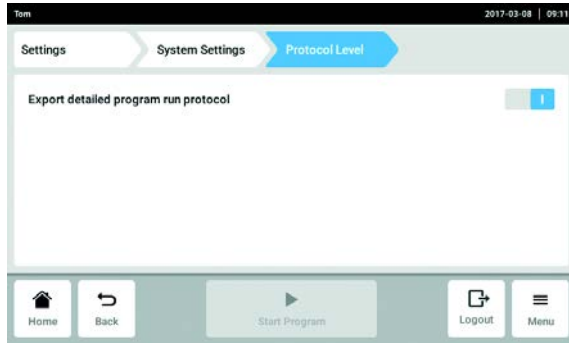 Tom 2017-03-08 | 09:11
Settings System Settings Protocol Level
Export detailed program run protocol I
Home Back Start Program Logout Menu